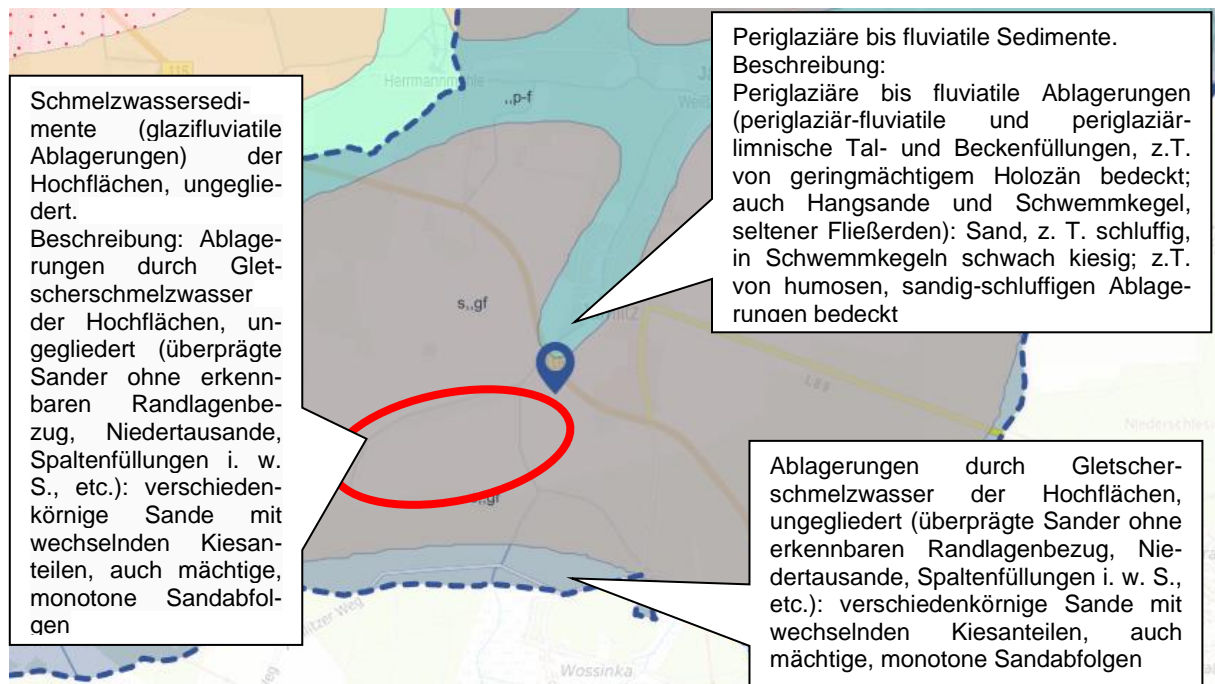 Schmelzwassersedi-
mente (glazifluviatile
Ablagerungen) der
Hochflächen, ungeglie-
dert.
Beschreibung: Ablage-
rungen durch Glet-
scherschmelzwasser
der Hochflächen, un-
gegliedert (überprägte
Sander ohne erkenn-
baren Randlagenbe-
zug, Niedertausande,
Spaltenfüllungen i. w.
S., etc.): verschieden-
körnige Sande mit
wechselnden Kiesan-
teilen, auch mächtige,
monotone Sandabfol-
gen
115
Herrmannmühle
,,p-f
s,,gf
Periglaziäre bis fluviatile Sedimente.
Beschreibung:
Periglaziäre bis fluviatile Ablagerungen
(periglaziär-fluviatile und periglaziär-
limnische Tal- und Beckenfüllungen, z.T.
von geringmächtigem Holozän bedeckt;
auch Hangsande und Schwemmkegel,
seltener Fließerden): Sand, z. T. schluffig,
in Schwemmkegeln schwach kiesig; z.T.
von humosen, sandig-schluffigen Ablage-
rungen bedeckt
L 89
Niederschles
s,,gf
Ablagerungen durch Gletscher-
schmelzwasser der Hochflächen,
ungegliedert (überprägte Sander ohne
erkennbaren Randlagenbezug, Nie-
dertausande, Spaltenfüllungen i. w. S.,
etc.): verschiedenkörnige Sande mit
wechselnden Kiesanteilen, auch
mächtige, monotone Sandabfolgen
itzer Weg
Wossinka